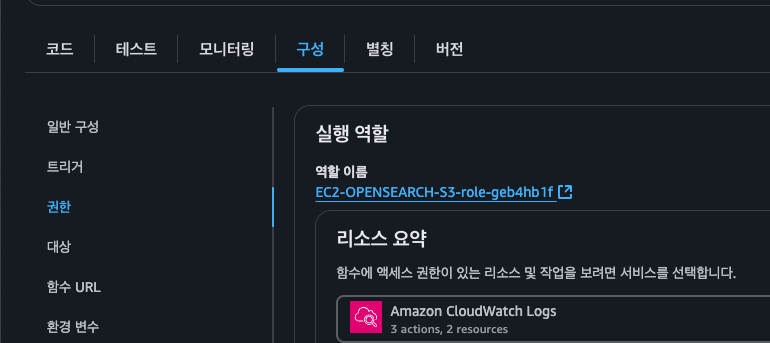 코드 테스트 모니터링 구성 별칭 버전
일반 구성
트리거
권한
대상
함수 URL
환경 변수
실행 역할
역할 이름
EC2-OPENSEARCH-S3-role-geb4hb1f
리소스 요약
함수에 액세스 권한이 있는 리소스 및 작업을 보려면 서비스를 선택합니다.
Amazon CloudWatch Logs
3 actions, 2 resources